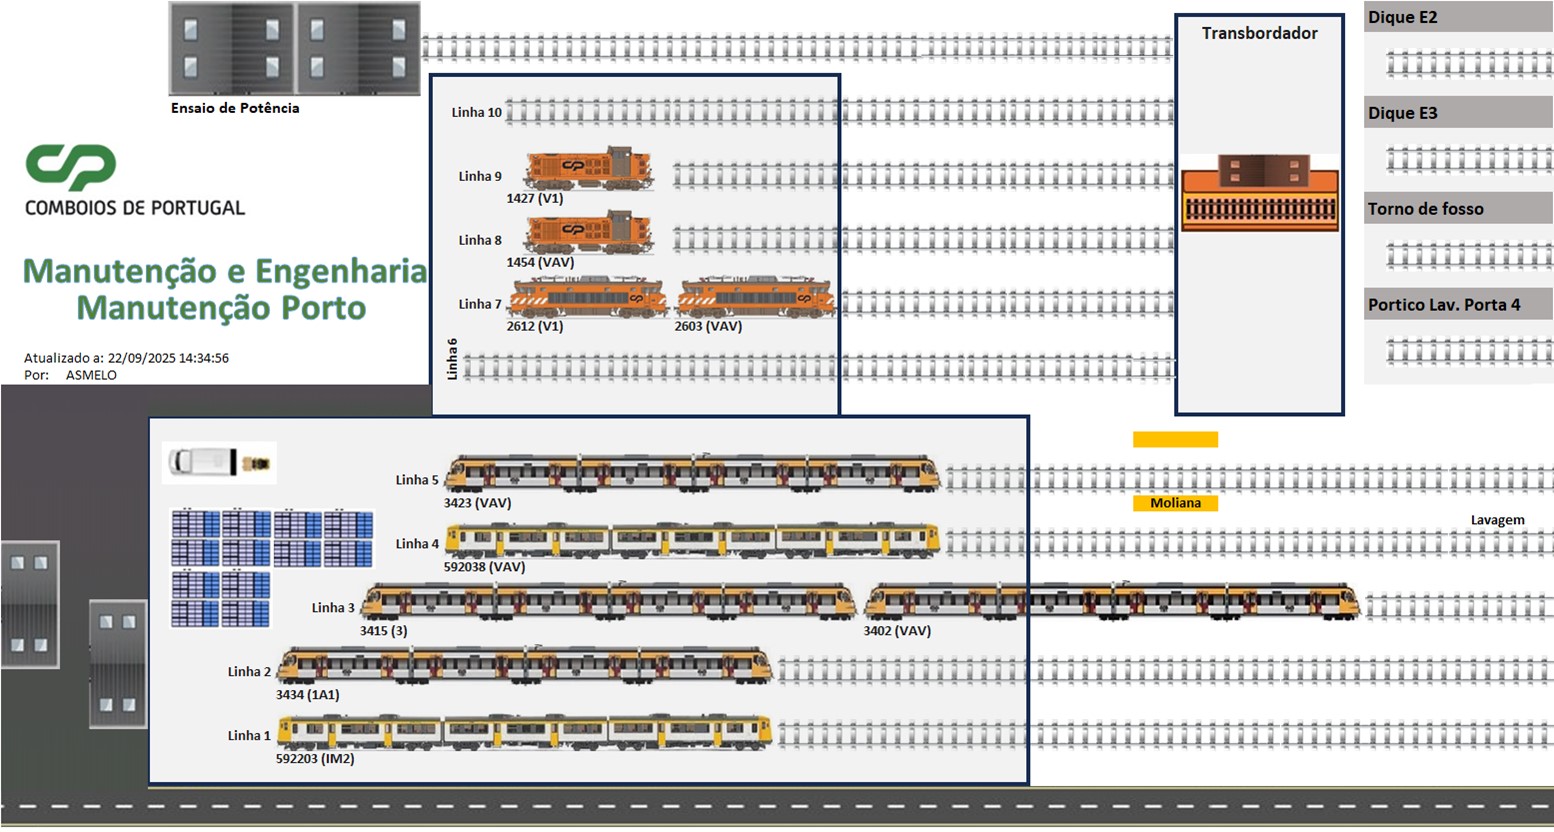 Ensaio de Potência
CP
COMBOIOS DE PORTUGAL
Manutenção e Engenharia
Manutenção Porto
Atualizado a: 22/09/2025 14:34:56
Por: ASMELO
Linha 10
Linha 9
1427 (V1)
Linha 8
1454 (VAV)
Linha 7
2612 (V1) 2603 (VAV)
Linha 6
Transbordador
Dique E2
Dique E3
Torno de fosso
Portico Lav. Porta 4
Linha 5
3423 (VAV)
Moliana
Lavagem
Linha 4
592038 (VAV)
Linha 3
3415 (3) 3402 (VAV)
Linha 2
3434 (1A1)
Linha 1
592203 (IM2)